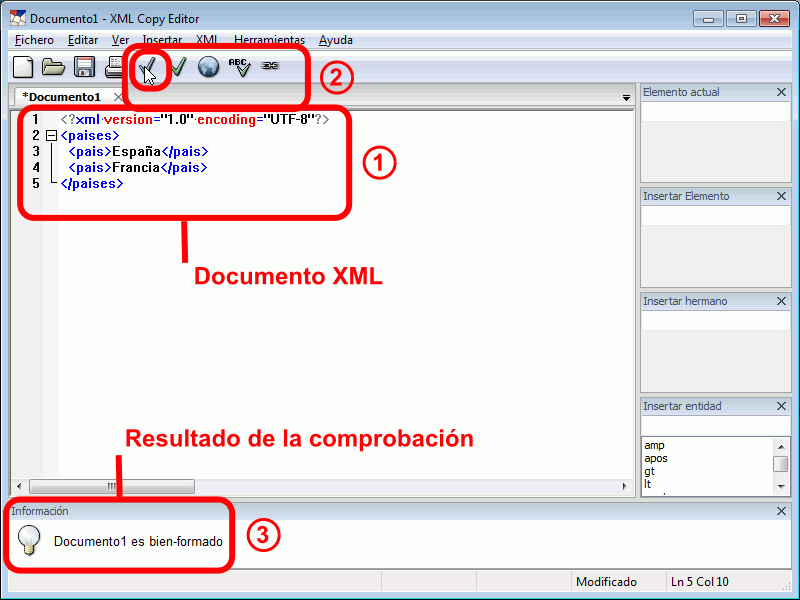 Documento1 - XML Copy Editor
Fichero Editar Ver Insertar XML Herramientas Ayuda
ABC
2
*Documento1
1 <?xml version="1.0" encoding="UTF-8"?>
2 <paises>
3 <pais>España</pais>
4 <pais>Francia</pais>
5 </paises>
1
Documento XML
Elemento actual
Insertar Elemento
Insertar hermano
Insertar entidad
amp
apos
gt
lt
Resultado de la comprobación
Información
Documento1 es bien-formado
3
Modificado
Ln 5 Col 10